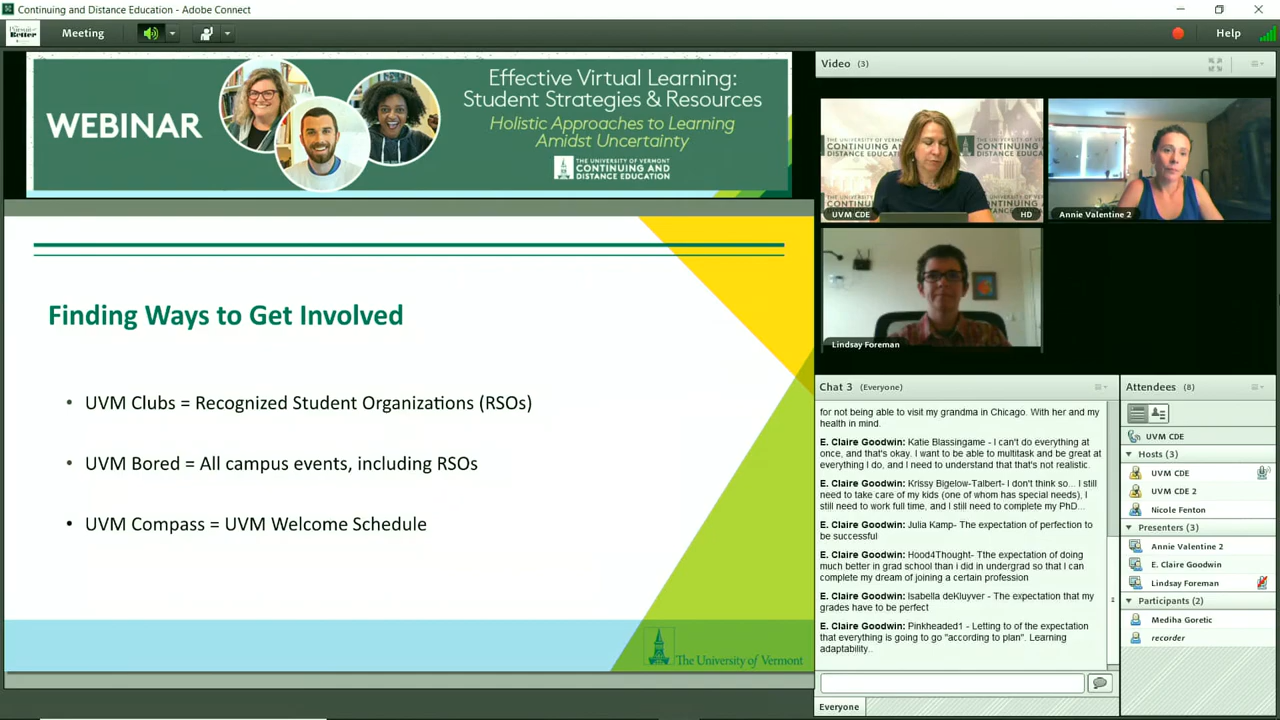 Continuing and Distance Education - Adobe Connect
Pursuit of
Better
Meeting
Help
WEBINAR
Effective Virtual Learning:
Student Strategies & Resources
Holistic Approaches to Learning
Amidst Uncertainty
THE UNIVERSITY OF VERMONT
CONTINUING AND
DISTANCE EDUCATION
Finding Ways to Get Involved
• UVM Clubs = Recognized Student Organizations (RSOs)
• UVM Bored = All campus events, including RSOs
• UVM Compass = UVM Welcome Schedule
The University of Vermont
Video (3)
UVM CDE
HD
Annie Valentine 2
Lindsay Foreman
Chat 3 (Everyone)
for not being able to visit my grandma in Chicago. With her and my
health in mind.
E. Claire Goodwin: Katie Blassingame - I can't do everything at
once, and that's okay. I want to be able to multitask and be great at
everything I do, and I need to understand that that's not realistic.
E. Claire Goodwin: Krissy Bigelow-Talbert- I don't think so... I still
need to take care of my kids (one of whom has special needs), I
still need to work full time, and I still need to complete my PhD...
E. Claire Goodwin: Julia Kamp- The expectation of perfection to
be successful
E. Claire Goodwin: Hood4Thought- Tthe expectation of doing
much better in grad school than i did in undergrad so that I can
complete my dream of joining a certain profession
E. Claire Goodwin: Isabella deKluyver - The expectation that my
grades have to be perfect
E. Claire Goodwin: Pinkheaded1 - Letting to of the expectation
that everything is going to go "according to plan". Learning
adaptability..
Everyone
Attendees (8)
UVM CDE
Hosts (3)
UVM CDE
UVM CDE 2
Nicole Fenton
Presenters (3)
Annie Valentine 2
E. Claire Goodwin
Lindsay Foreman
Participants (2)
Mediha Goretic
recorder